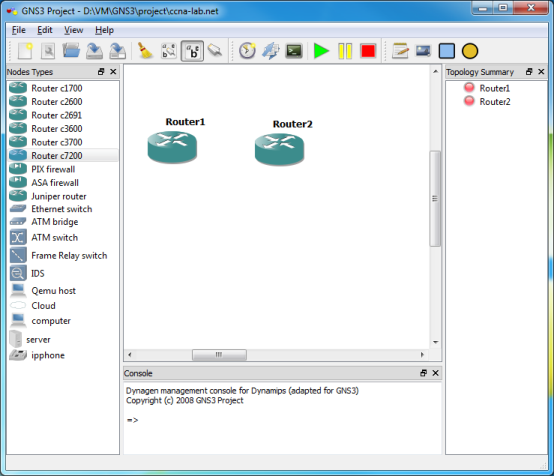 GNS3 Project - D:\VM\GNS3\project\ccna-lab.net
File Edit View Help
Nodes Types
Router c1700
Router c2600
Router c2691
Router c3600
Router c3700
Router c7200
PIX firewall
ASA firewall
Juniper router
Ethernet switch
ATM bridge
ATM switch
Frame Relay switch
IDS
Qemu host
Cloud
computer
server
ipphone
Router1
Router2
Topology Summary
Router1
Router2
Console
Dynagen management console for Dynamips (adapted for GNS3)
Copyright (c) 2008 GNS3 Project
=>